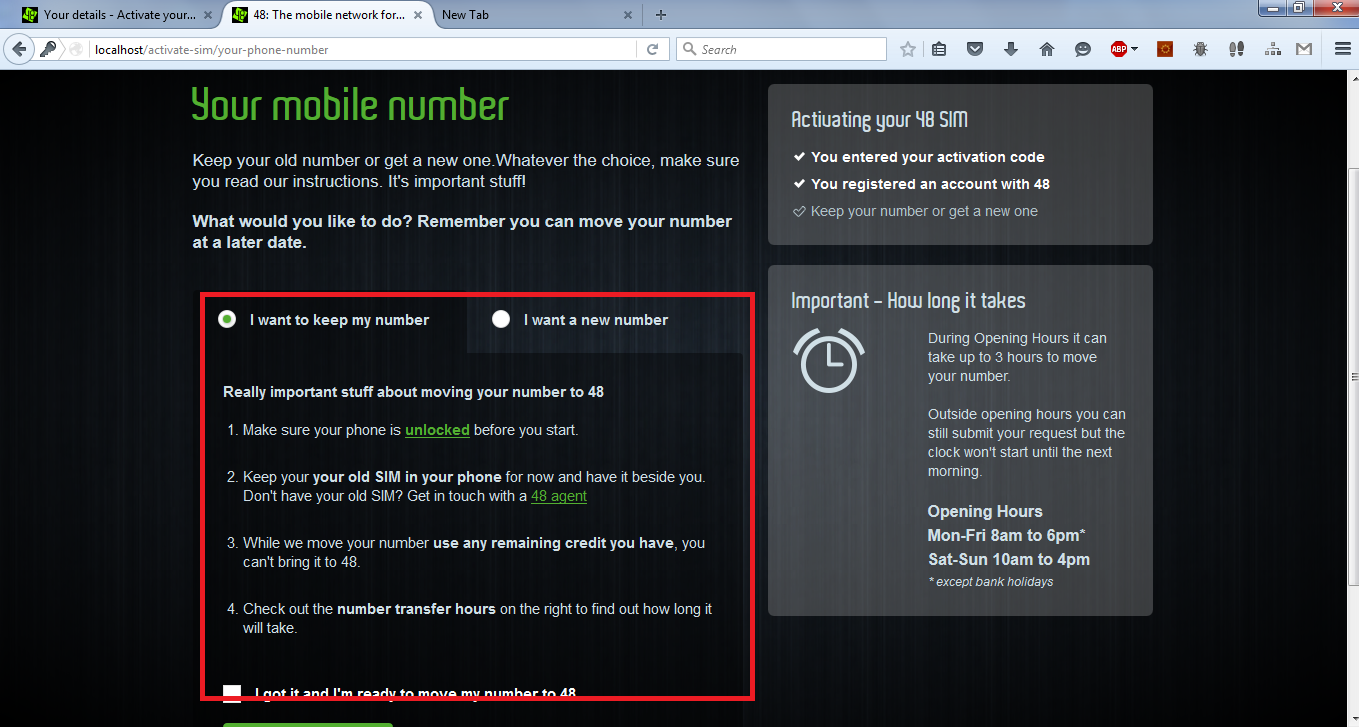 Your details - Activate your...
48: The mobile network for...
New Tab
localhost/activate-sim/your-phone-number
Search
ABP
Your mobile number
Keep your old number or get a new one.Whatever the choice, make sure
you read our instructions. It's important stuff!
What would you like to do? Remember you can move your number
at a later date.
I want to keep my number
I want a new number
Really important stuff about moving your number to 48
1. Make sure your phone is unlocked before you start.
2. Keep your your old SIM in your phone for now and have it beside you.
Don't have your old SIM? Get in touch with a 48 agent
3. While we move your number use any remaining credit you have, you
can't bring it to 48.
4. Check out the number transfer hours on the right to find out how long it
will take.
I got it and I'm ready to move my number to 48
Activating your 48 SIM
You entered your activation code
You registered an account with 48
Keep your number or get a new one
Important - How long it takes
During Opening Hours it can
take up to 3 hours to move
your number.
Outside opening hours you can
still submit your request but the
clock won't start until the next
morning.
Opening Hours
Mon-Fri 8am to 6pm*
Sat-Sun 10am to 4pm
* except bank holidays